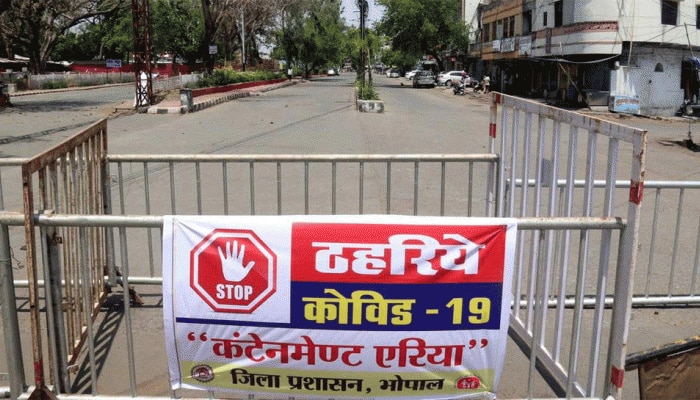 STOP
ठहरिये
कोविड - 19
“कंटेनमेण्ट एरिया”
जिला प्रशासन, भोपाल